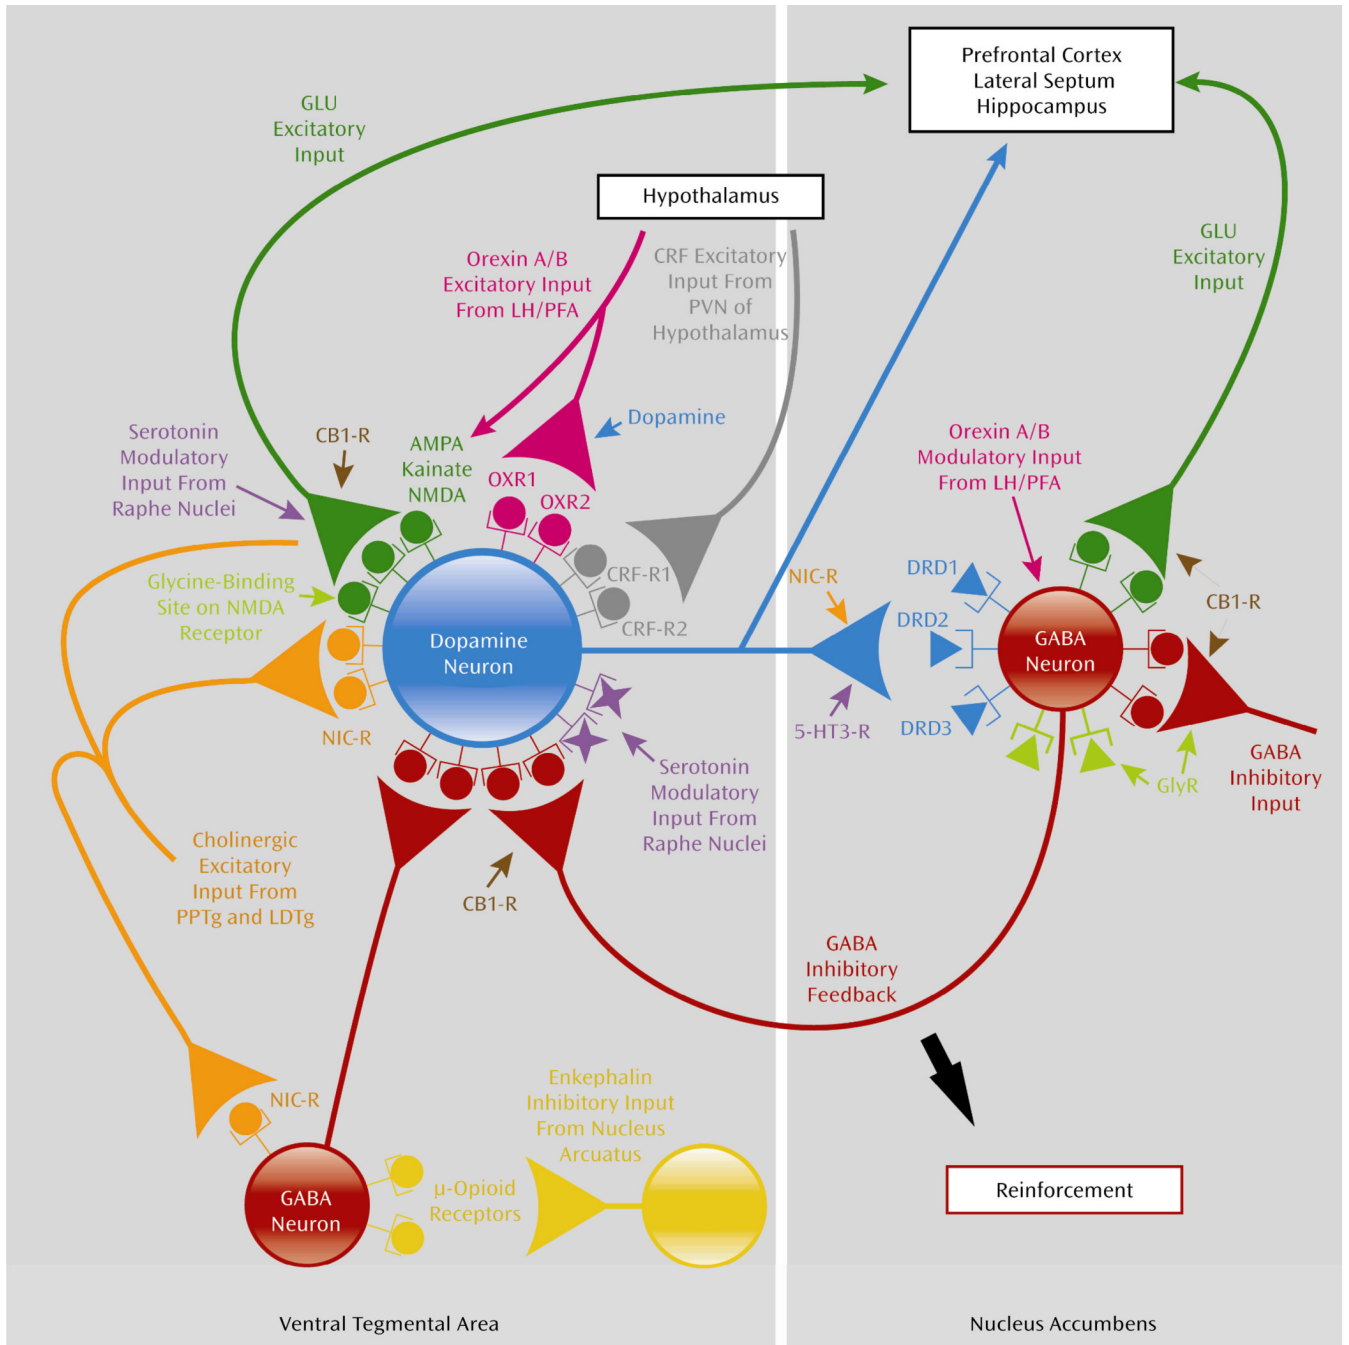 Prefrontal Cortex
Lateral Septum
Hippocampus
GLU
Excitatory
Input
Hypothalamus
Orexin A/B
Excitatory Input
From LH/PFA
CRF Excitatory
Input From
PVN of
Hypothalamus
GLU
Excitatory
Input
Dopamine
Serotonin
Modulatory
Input From
Raphe Nuclei
CB1-R
AMPA
Kainate
NMDA
OXR1
OXR2
Orexin A/B
Modulatory Input
From LH/PFA
Glycine-Binding
Site on NMDA
Receptor
CRF-R1
CRF-R2
NIC-R
DRD1
DRD2
DRD3
CB1-R
Dopamine
Neuron
GABA
Neuron
NIC-R
5-HT3-R
Serotonin
Modulatory
Input From
Raphe Nuclei
GlyR
GABA
Inhibitory
Input
Cholinergic
Excitatory
Input From
PPTg and LDTg
CB1-R
GABA
Inhibitory
Feedback
NIC-R
Enkephalin
Inhibitory Input
From Nucleus
Arcuatus
GABA
Neuron
μ-Opioid
Receptors
Reinforcement
Ventral Tegmental Area
Nucleus Accumbens